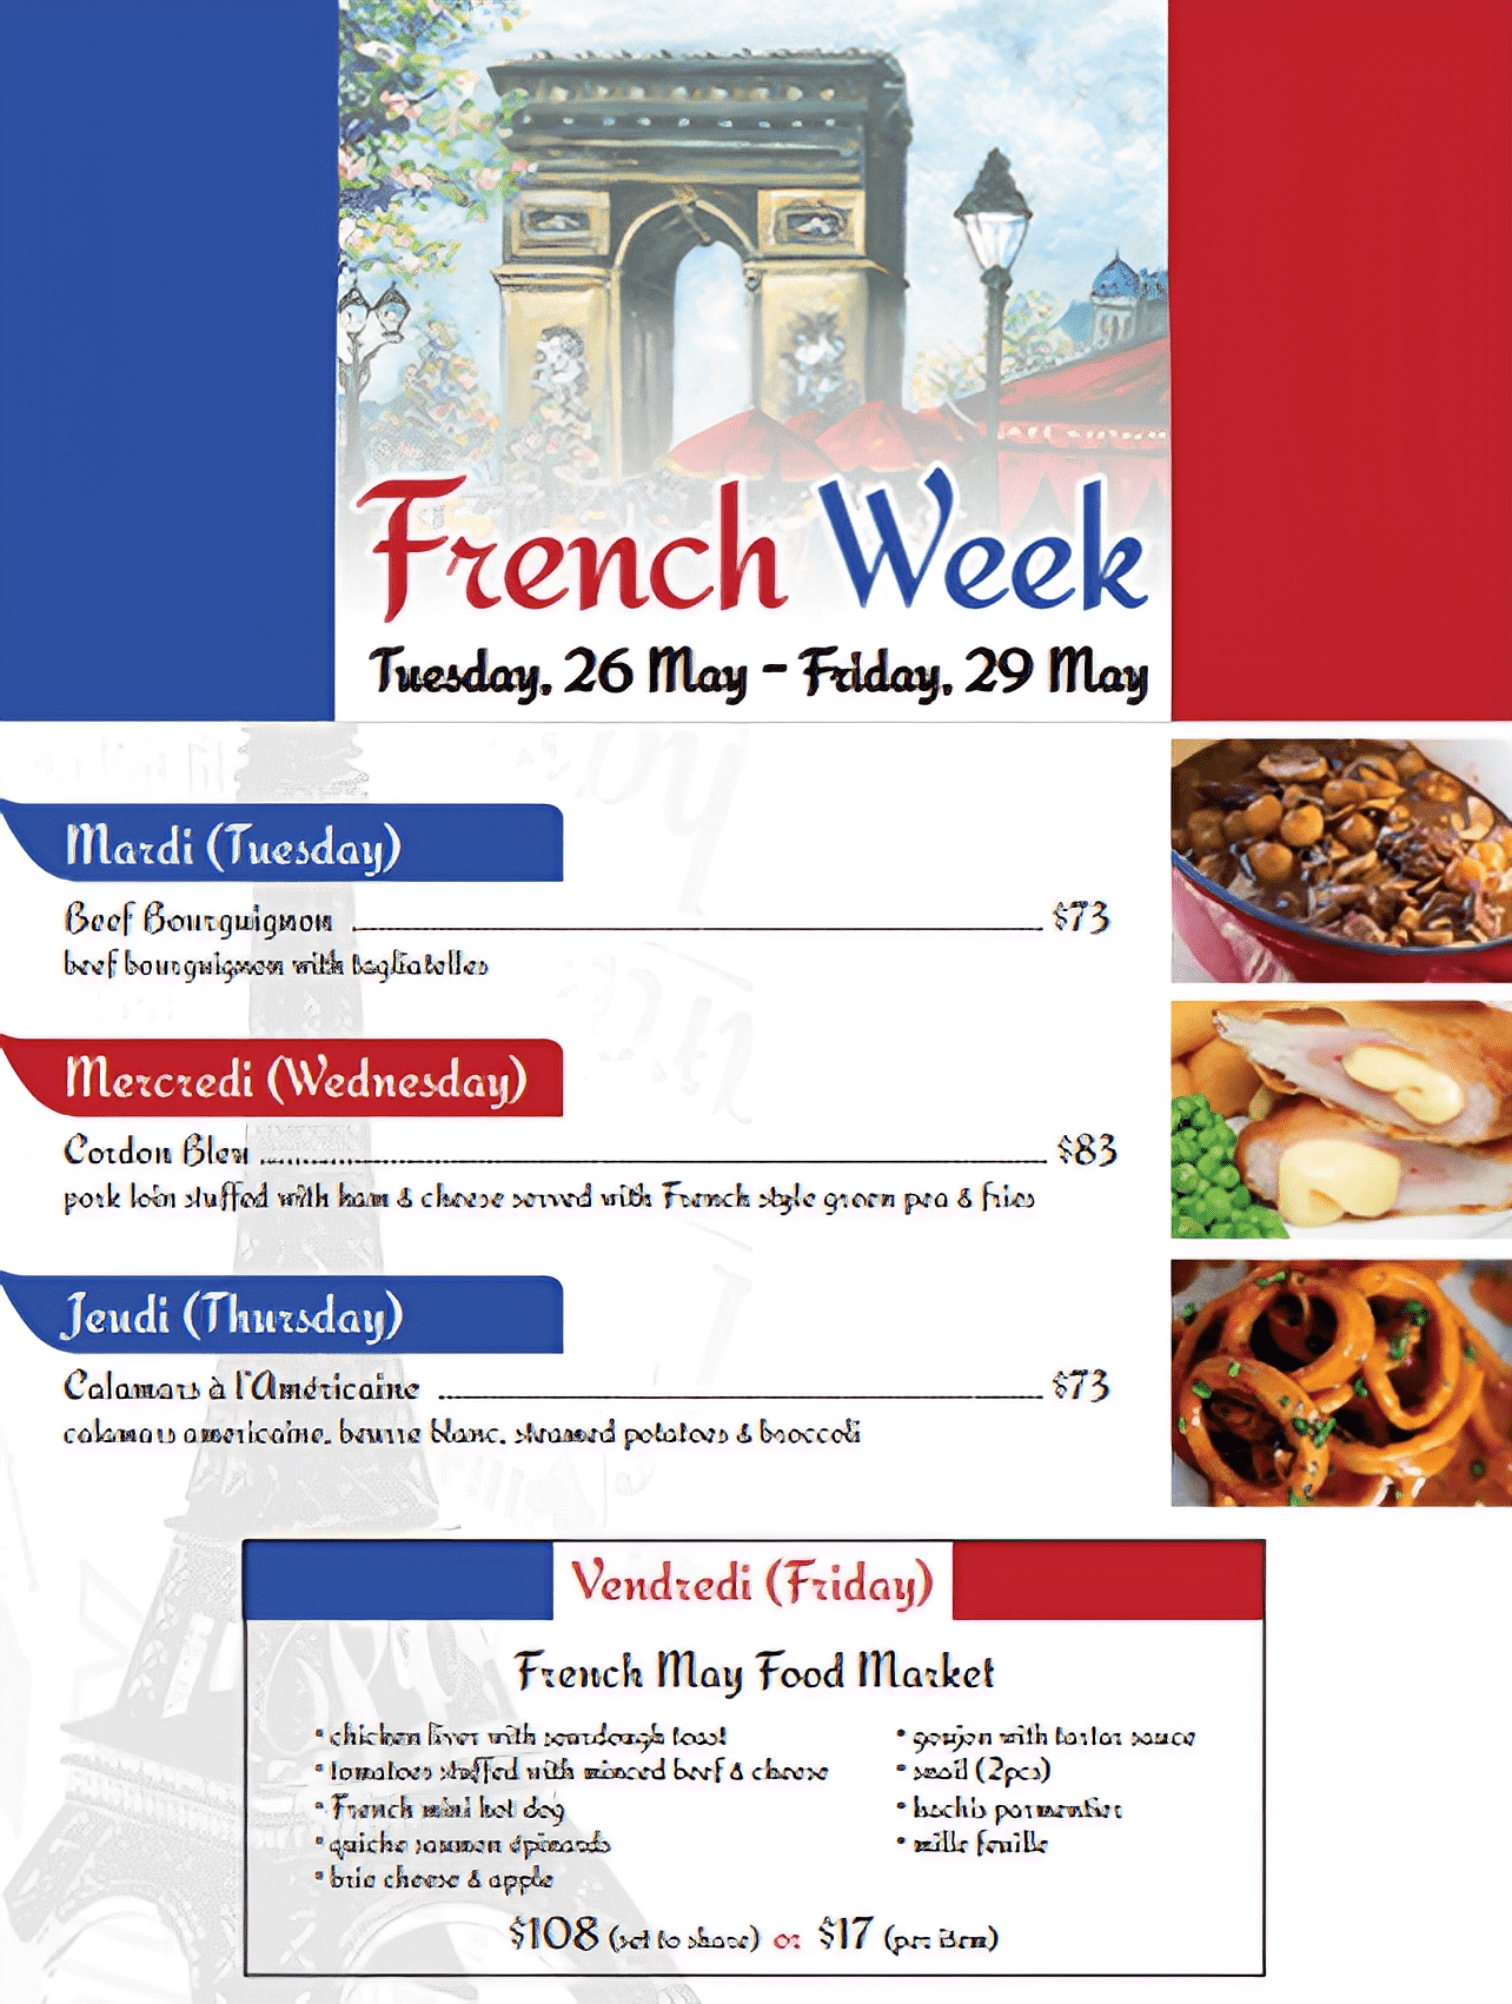 French Week
Tuesday, 26 May - Friday, 29 May
Mardi (Tuesday)
Beef Bourguignon $73
beef bourguignon with tagliatelles
Mercredi (Wednesday)
Cordon Bleu $83
pork loin stuffed with ham & cheese served with French style green pea & fries
Jeudi (Thursday)
Calamars à l'Américaine $73
calamars americaine, beurre blanc, steamed potatoes & broccoli
Vendredi (Friday)
French May Food Market
• chicken liver with sourdough toast
• tomatoes stuffed with minced beef & cheese
• French mini hot dog
• quiche saumon épinards
• brie cheese & apple
• goujon with tartar sauce
• snail (2pcs)
• hachis parmentier
• mille feuille
$108 (set to share) or $17 (per item)